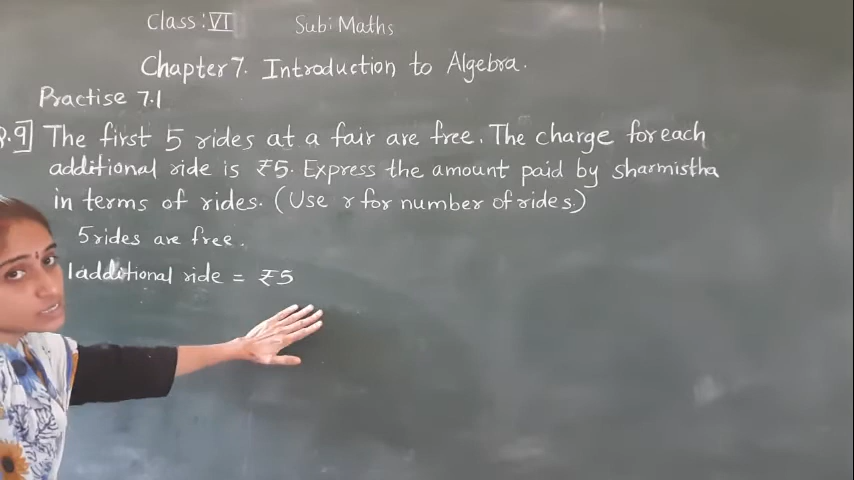 Class: VI Sub: Maths
Chapter 7. Introduction to Algebra.
Practise 7.1
Q.9] The first 5 rides at a fair are free. The charge for each
additional ride is ₹5. Express the amount paid by sharmistha
in terms of rides. (Use r for number of rides.)
5 rides are free.
1 additional ride = ₹5